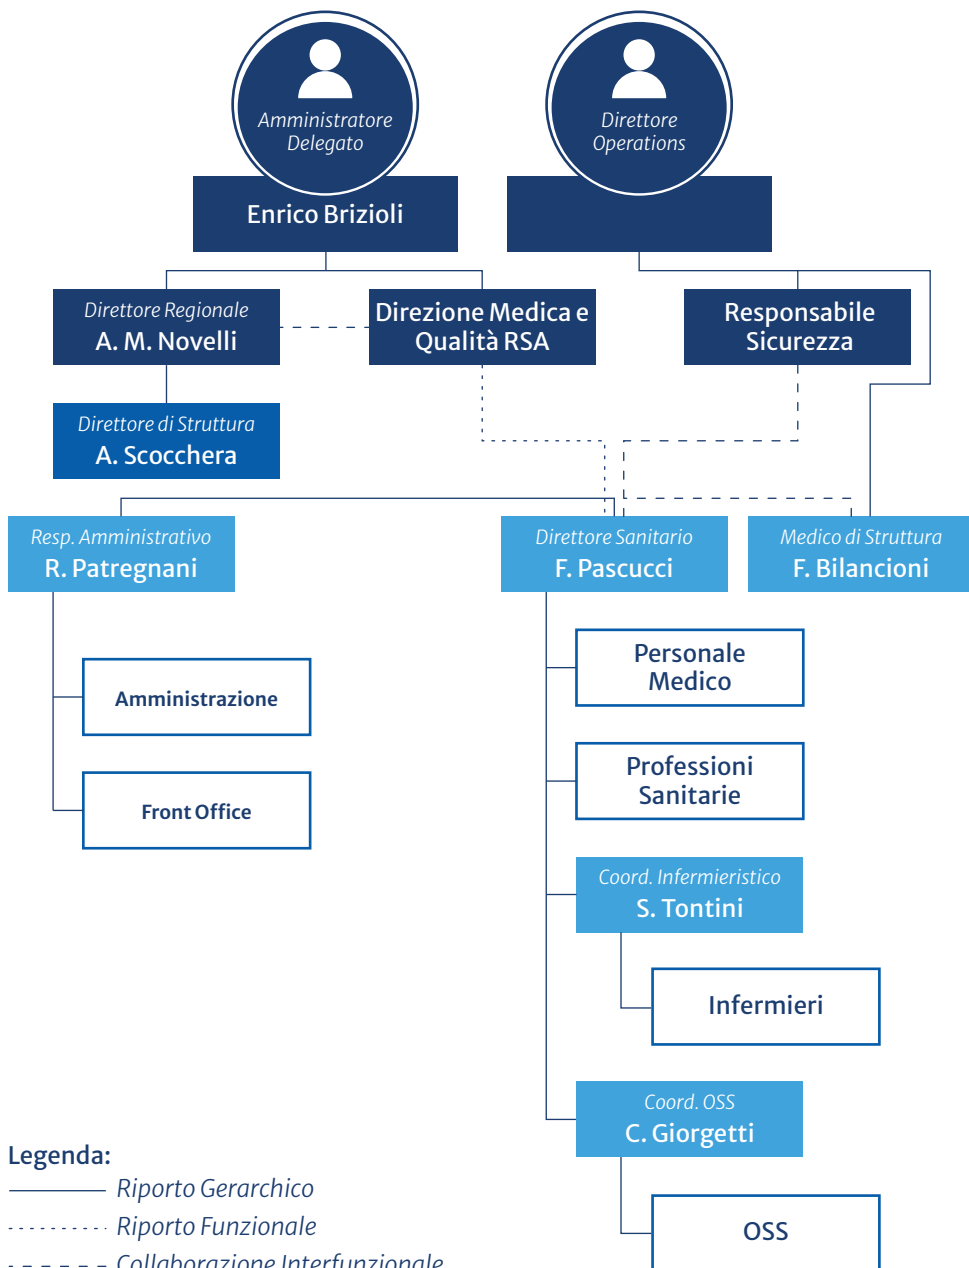 Amministratore
Delegato
Enrico Brizioli
Direttore
Operations
Direttore Regionale
A. M. Novelli
Direzione Medica e
Qualità RSA
Responsabile
Sicurezza
Direttore di Struttura
A. Scocchera
Resp. Amministrativo
R. Patregnani
Direttore Sanitario
F. Pascucci
Medico di Struttura
F. Bilancioni
Amministrazione
Front Office
Personale
Medico
Professioni
Sanitarie
Coord. Infermieristico
S. Tontini
Infermieri
Coord. OSS
C. Giorgetti
OSS
Legenda:
Riporto Gerarchico
Riporto Funzionale
Collaborazione Interfunzionale